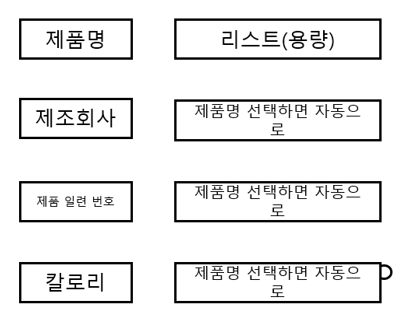 제품명
리스트(용량)
제조회사
제품명 선택하면 자동으
로
제품 일련 번호
제품명 선택하면 자동으
로
칼로리
제품명 선택하면 자동으
로